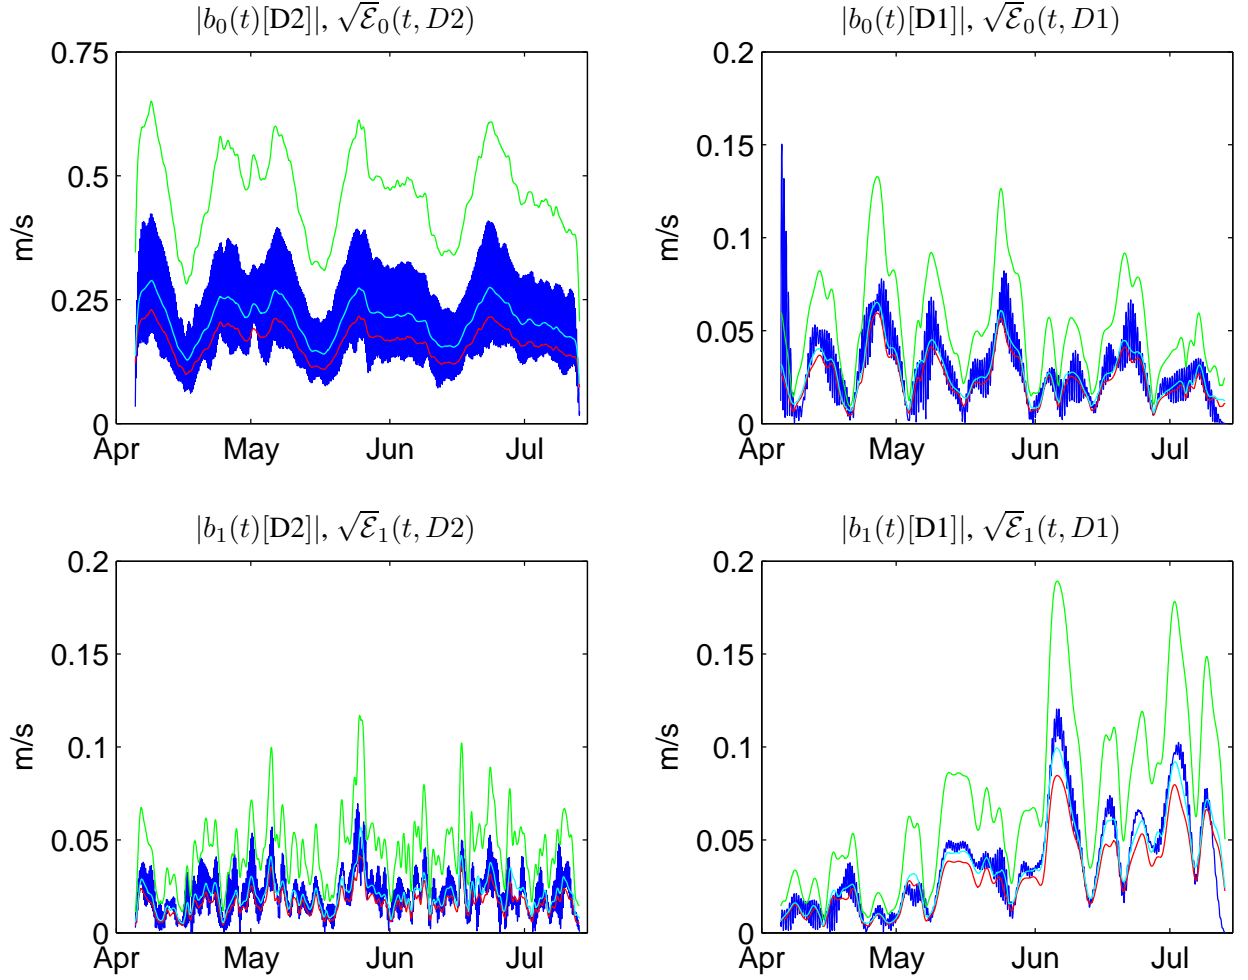 |b₀(t)[D2]|, √ℰ₀(t, D2)
0.75
0.5
0.25
0
m/s
Apr May Jun Jul
|b₀(t)[D1]|, √ℰ₀(t, D1)
0.2
0.15
0.1
0.05
0
m/s
Apr May Jun Jul
|b₁(t)[D2]|, √ℰ₁(t, D2)
0.2
0.15
0.1
0.05
0
m/s
Apr May Jun Jul
|b₁(t)[D1]|, √ℰ₁(t, D1)
0.2
0.15
0.1
0.05
0
m/s
Apr May Jun Jul